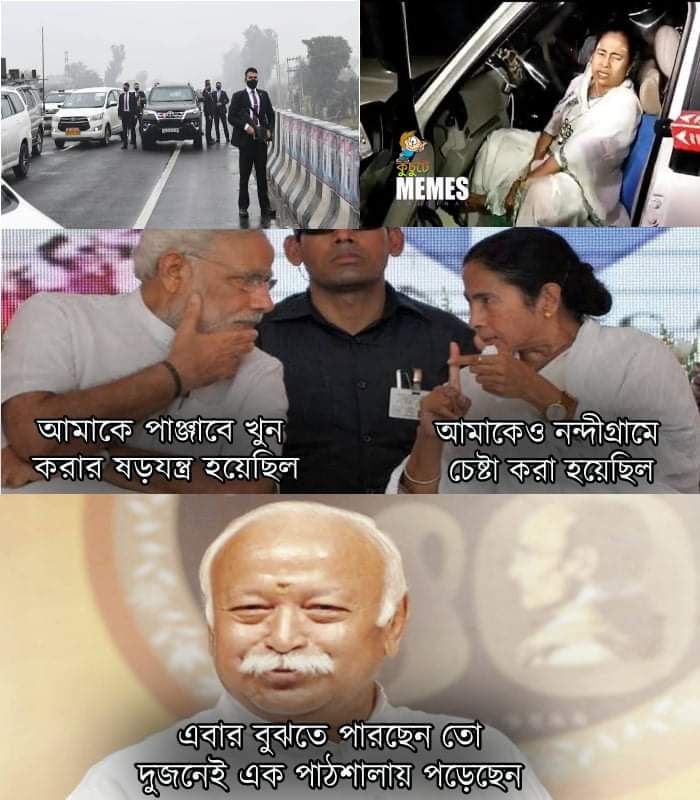 কুচুটে
MEMES
আমাকে পাঞ্জাবে খুন
করার ষড়যন্ত্র হয়েছিল
আমাকেও নন্দীগ্রামে
চেষ্টা করা হয়েছিল
এবার বুঝতে পারছেন তো
দুজনেই এক পাঠশালায় পড়েছেন